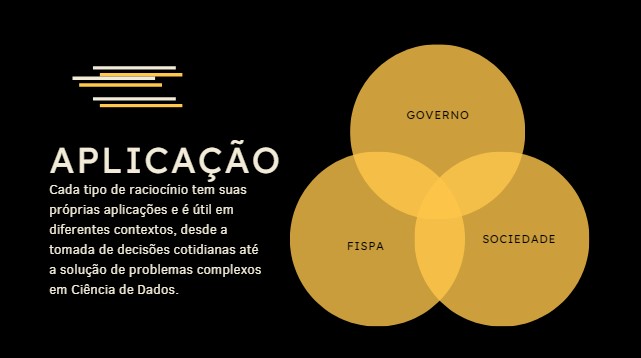 APLICAÇÃO
Cada tipo de raciocínio tem suas
próprias aplicações e é útil em
diferentes contextos, desde a
tomada de decisões cotidianas até
a solução de problemas complexos
em Ciência de Dados.
GOVERNO
FISPA
SOCIEDADE